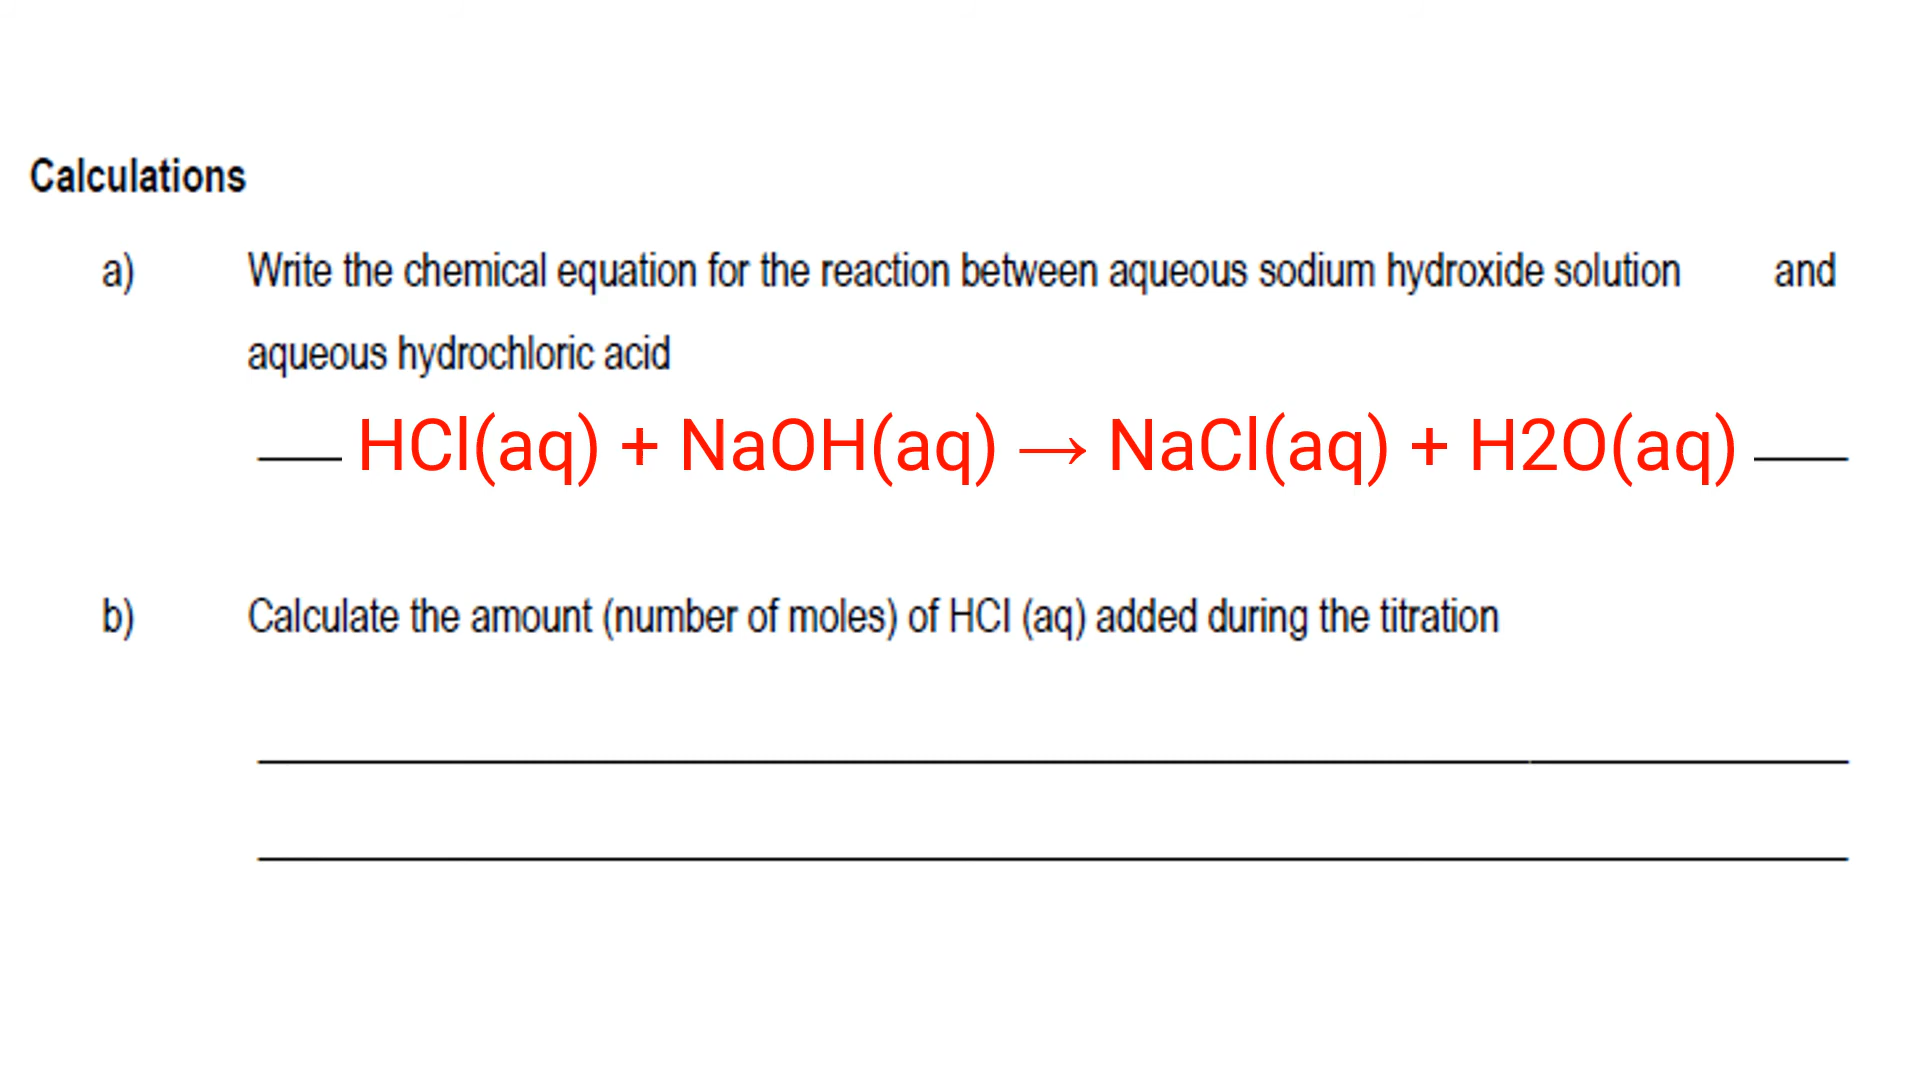 Calculations
a) Write the chemical equation for the reaction between aqueous sodium hydroxide solution and
aqueous hydrochloric acid
HCl(aq) + NaOH(aq) → NaCl(aq) + H2O(aq)
b) Calculate the amount (number of moles) of HCl (aq) added during the titration